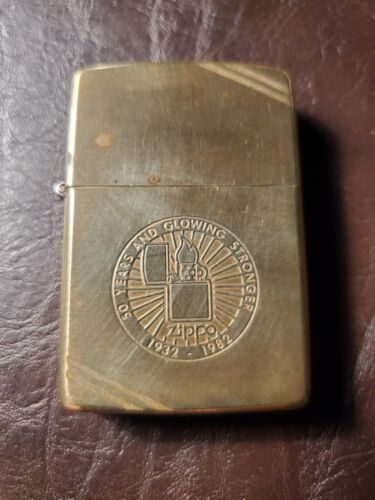 50 YEARS AND GLOWING STRONGER
Zippo
1932 - 1982